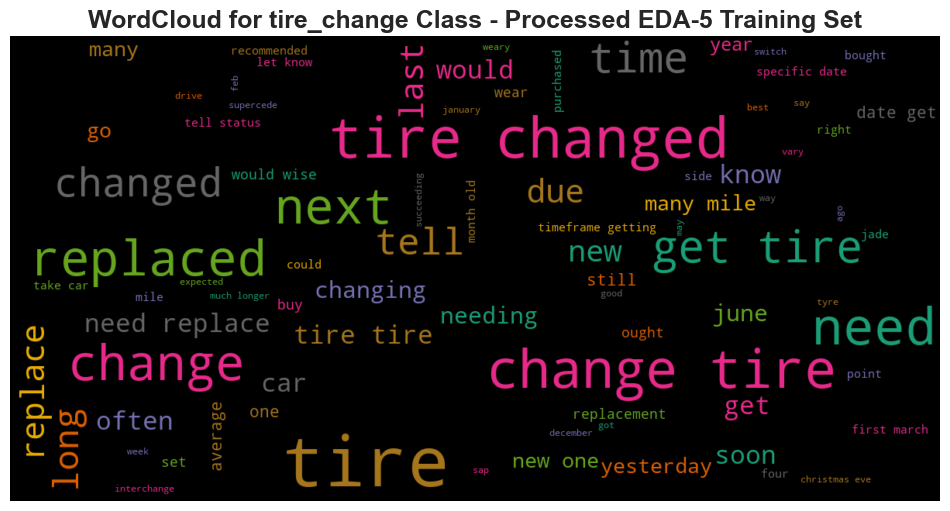 WordCloud for tire_change Class - Processed EDA-5 Training Set
many
recommended
let know
feb
drive
supercede
tell status
go
last
would
weary
wear
january
purchased
time
year
switch
bought
specific date
best
say
date get
right
vary
tire changed
changed
would wise
next
succeeding
month old
tell
due
side
know
many mile
way
ago
may
timeframe getting
new
get tire
jade
replaced
take car
expected
could
much longer
mile
buy
changing
still
good
needing
ought
june
tyre
need
need replace
tire tire
replace
change
car
change tire
point
get
long
often
average
one
replacement
got
december
first march
week
set
interchange
tire
sap
new one
yesterday
soon
four
christmas eve